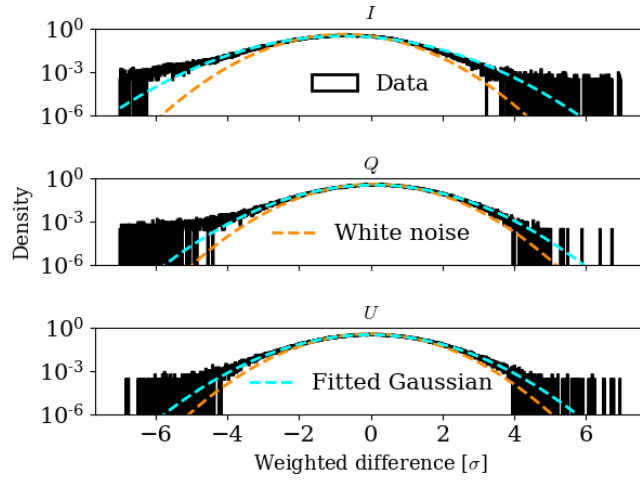 I
10^0
10^-3
10^-6
Data
Q
10^0
10^-3
10^-6
White noise
Density
U
10^0
10^-3
10^-6
Fitted Gaussian
−6 −4 −2 0 2 4 6
Weighted difference [σ]